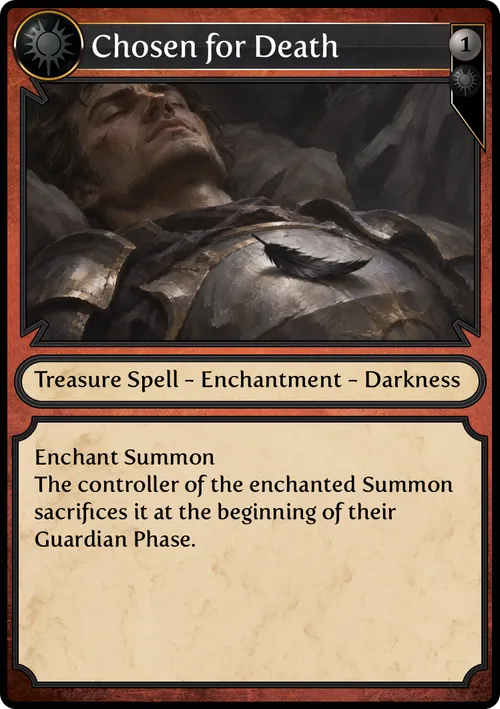 Chosen for Death
1
Treasure Spell - Enchantment - Darkness
Enchant Summon
The controller of the enchanted Summon
sacrifices it at the beginning of their
Guardian Phase.